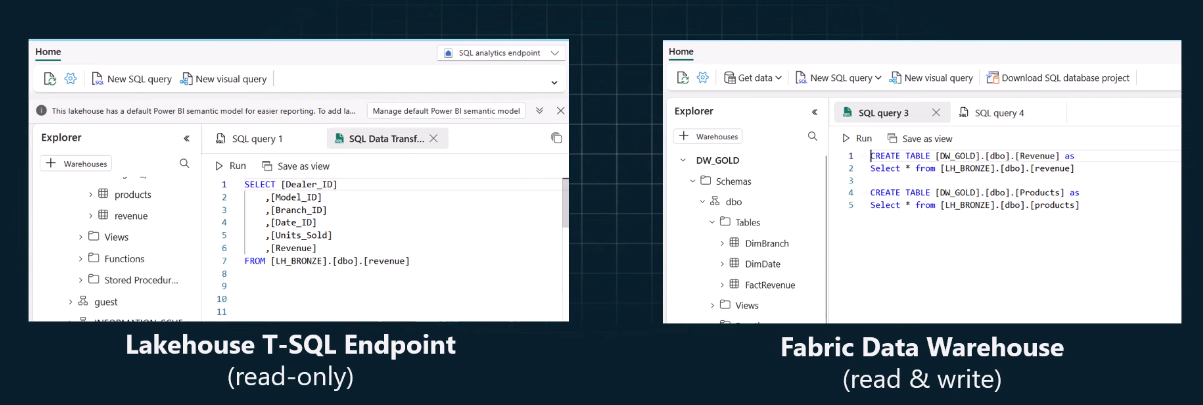 Home
SQL analytics endpoint
New SQL query
New visual query
This lakehouse has a default Power BI semantic model for easier reporting. To add la...
Manage default Power BI semantic model
Explorer
Warehouses
products
revenue
Views
Functions
Stored Procedur...
guest
SQL query 1
SQL Data Transf...
Run
Save as view
1 SELECT [Dealer_ID]
2 ,[Model_ID]
3 ,[Branch_ID]
4 ,[Date_ID]
5 ,[Units_Sold]
6 ,[Revenue]
7 FROM [LH_BRONZE].[dbo].[revenue]
8
9
10
11
Lakehouse T-SQL Endpoint
(read-only)
Home
Get data
New SQL query
New visual query
Download SQL database project
Explorer
Warehouses
DW_GOLD
Schemas
dbo
Tables
DimBranch
DimDate
FactRevenue
Views
SQL query 3
SQL query 4
Run
Save as view
1 CREATE TABLE [DW_GOLD].[dbo].[Revenue] as
2 Select * from [LH_BRONZE].[dbo].[revenue]
3
4 CREATE TABLE [DW_GOLD].[dbo].[Products] as
5 Select * from [LH_BRONZE].[dbo].[products]
Fabric Data Warehouse
(read & write)